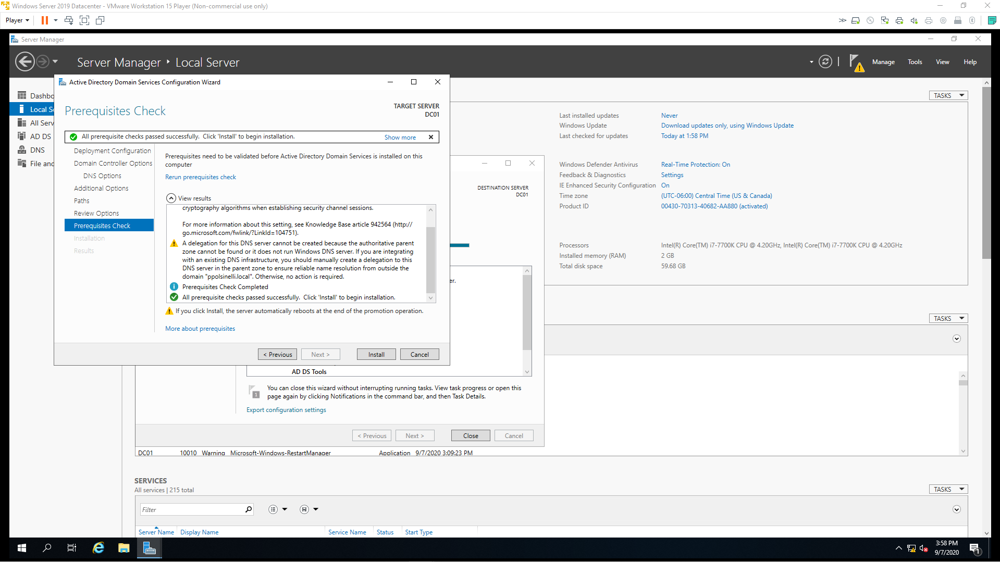 Windows Server 2019 Datacenter - VMware Workstation 15 Player (Non-commercial use only)
Player
Server Manager
Server Manager ‣ Local Server
Manage
Tools
View
Help
Dashbo
Local Se
All Serv
AD DS
DNS
File and
Active Directory Domain Services Configuration Wizard
Prerequisites Check
TARGET SERVER
DC01
All prerequisite checks passed successfully.  Click 'Install' to begin installation.
Show more
Deployment Configuration
Domain Controller Options
DNS Options
Additional Options
Paths
Review Options
Prerequisites Check
Installation
Results
Prerequisites need to be validated before Active Directory Domain Services is installed on this
computer
Rerun prerequisites check
View results
cryptography algorithms when establishing security channel sessions.
For more information about this setting, see Knowledge Base article 942564 (http://
go.microsoft.com/fwlink/?LinkId=104751).
A delegation for this DNS server cannot be created because the authoritative parent
zone cannot be found or it does not run Windows DNS server. If you are integrating
with an existing DNS infrastructure, you should manually create a delegation to this
DNS server in the parent zone to ensure reliable name resolution from outside the
domain "ppolsinelli.local". Otherwise, no action is required.
Prerequisites Check Completed
All prerequisite checks passed successfully.  Click 'Install' to begin installation.
If you click Install, the server automatically reboots at the end of the promotion operation.
More about prerequisites
< Previous
Next >
Install
Cancel
DESTINATION SERVER
DC01
er.
AD DS Tools
1
You can close this wizard without interrupting running tasks. View task progress or open this
page again by clicking Notifications in the command bar, and then Task Details.
Export configuration settings
< Previous
Next >
Close
Cancel
TASKS
Last installed updates Never
Windows Update Download updates only, using Windows Update
Last checked for updates Today at 1:58 PM
Windows Defender Antivirus Real-Time Protection: On
Feedback & Diagnostics Settings
IE Enhanced Security Configuration On
Time zone (UTC-06:00) Central Time (US & Canada)
Product ID 00430-70313-40682-AA880 (activated)
Processors Intel(R) Core(TM) i7-7700K CPU @ 4.20GHz, Intel(R) Core(TM) i7-7700K CPU @ 4.20GHz
Installed memory (RAM) 2 GB
Total disk space 59.68 GB
TASKS
DC01 10010 Warning Microsoft-Windows-RestartManager Application 9/7/2020 3:09:23 PM
SERVICES
All services | 215 total
TASKS
Filter
Server Name Display Name Service Name Status Start Type
3:58 PM
9/7/2020
1